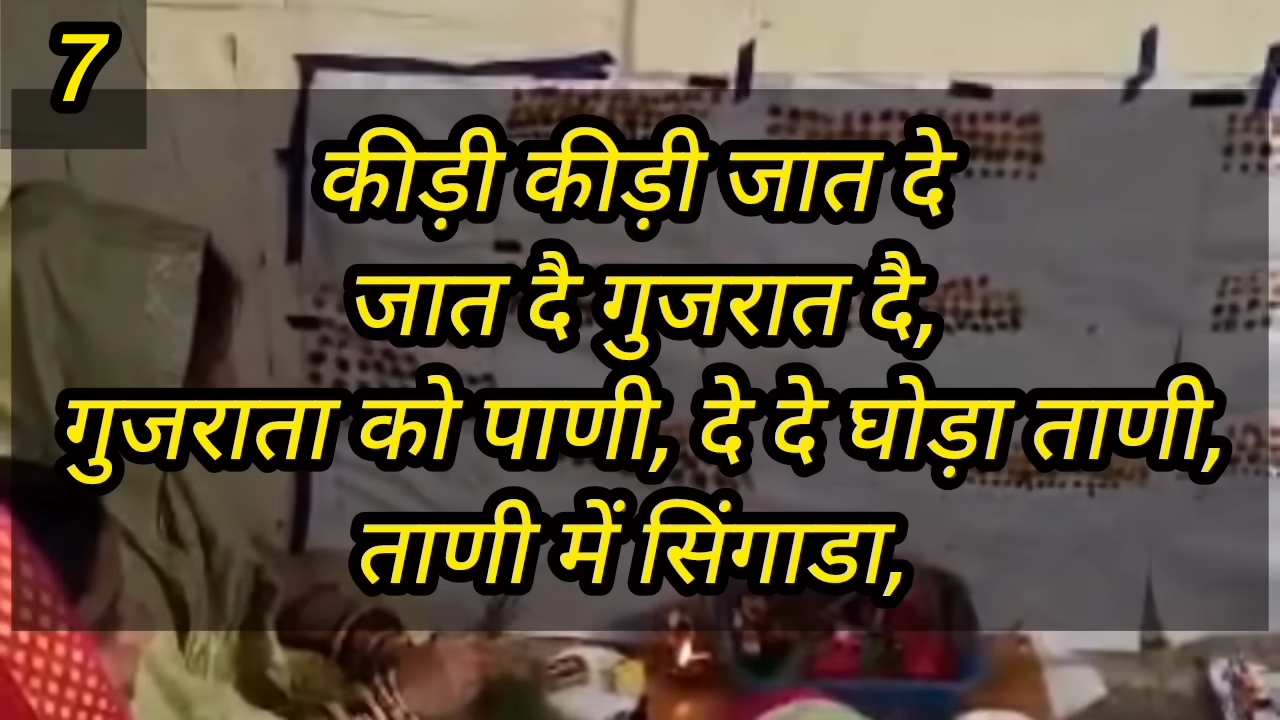 7
कीड़ी कीड़ी जात दे
जात दै गुजरात दै,
गुजराता को पाणी, दे दे घोड़ा ताणी,
ताणी में सिंगाडा,